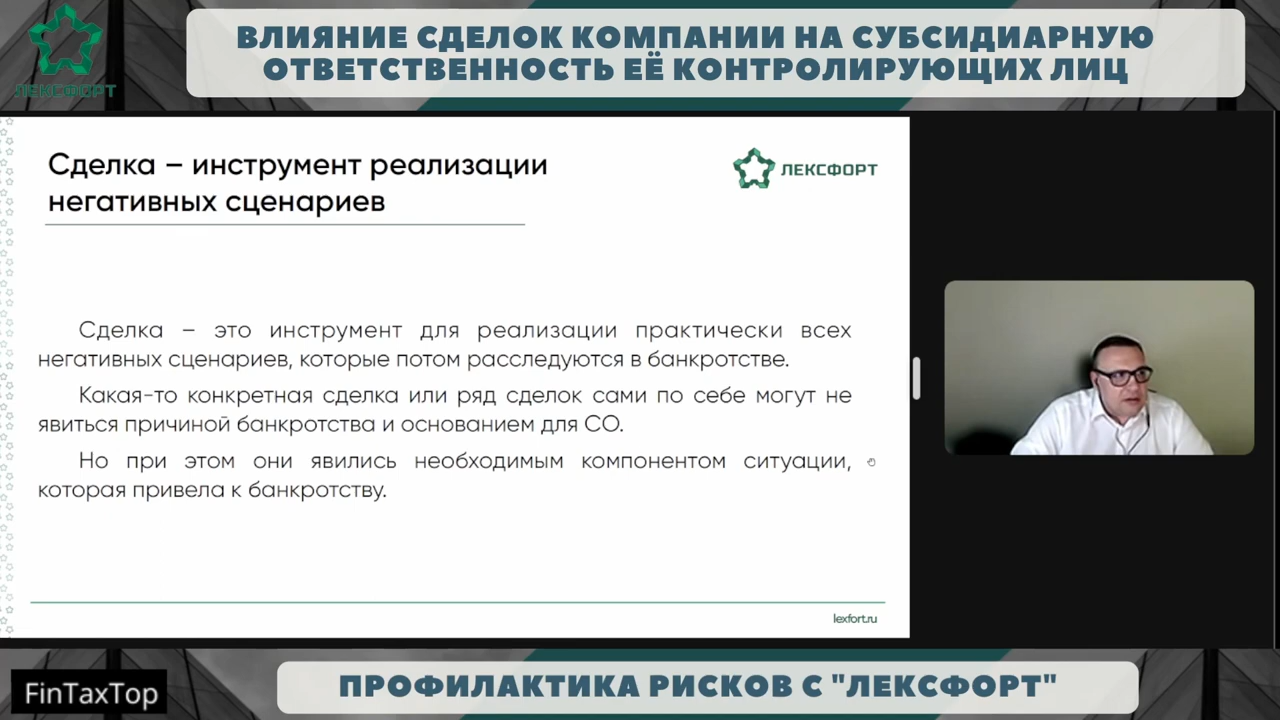 ЛЕКСФОРТ
ВЛИЯНИЕ СДЕЛОК КОМПАНИИ НА СУБСИДИАРНУЮ
ОТВЕТСТВЕННОСТЬ ЕЁ КОНТРОЛИРУЮЩИХ ЛИЦ
Сделка – инструмент реализации
негативных сценариев
ЛЕКСФОРТ
Сделка – это инструмент для реализации практически всех
негативных сценариев, которые потом расследуются в банкротстве.
Какая-то конкретная сделка или ряд сделок сами по себе могут не
явиться причиной банкротства и основанием для СО.
Но при этом они явились необходимым компонентом ситуации,
которая привела к банкротству.
lexfort.ru
FinTaxTop
ПРОФИЛАКТИКА РИСКОВ С "ЛЕКСФОРТ"